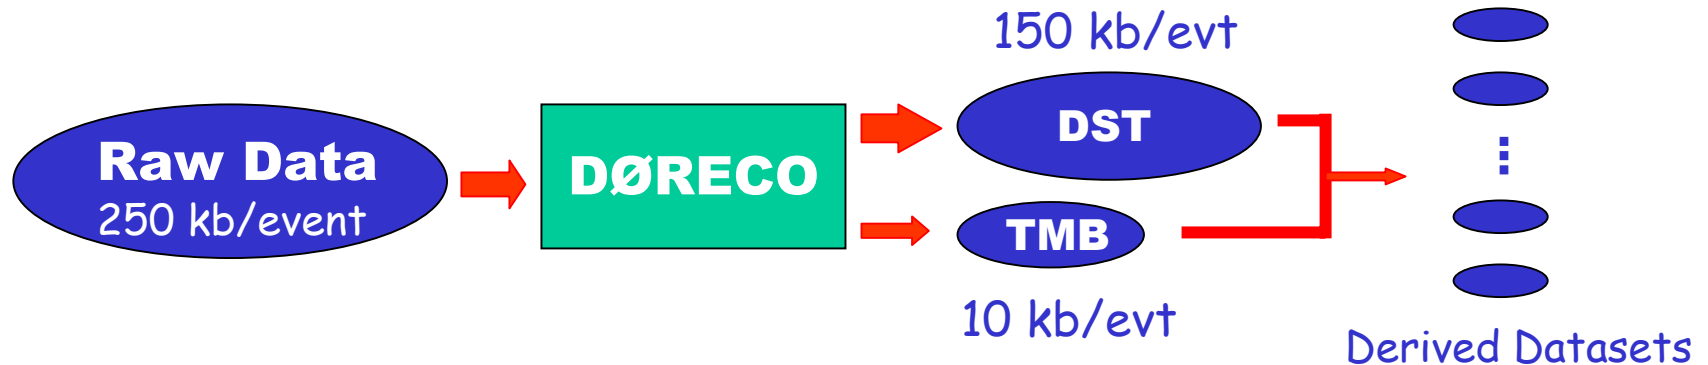 Raw Data
250 kb/event
DØRECO
150 kb/evt
DST
TMB
10 kb/evt
Derived Datasets